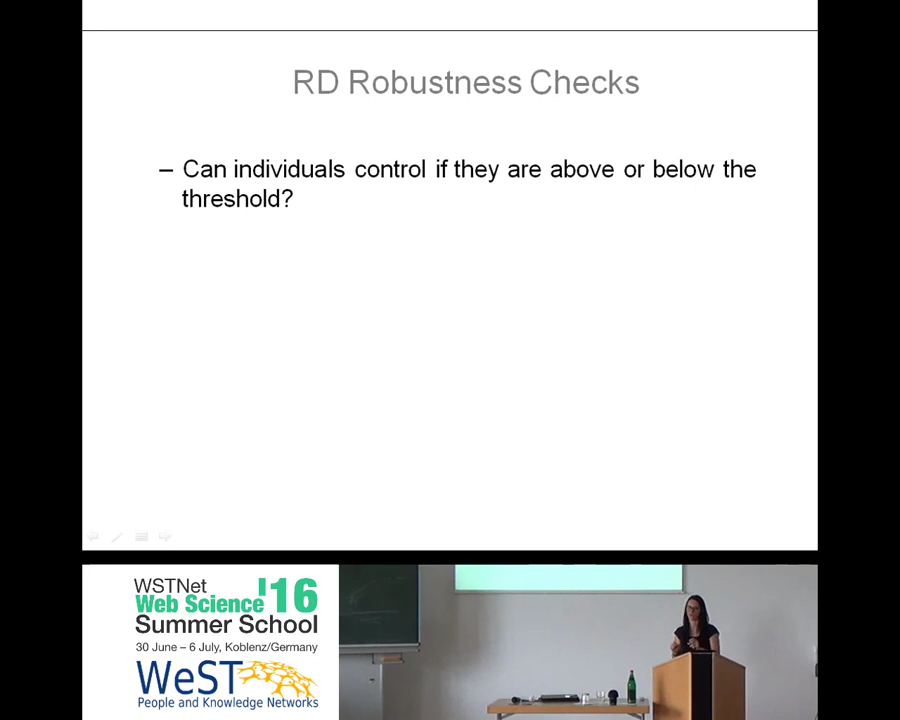 RD Robustness Checks
– Can individuals control if they are above or below the
threshold?
WSTNet
Web Science '16
Summer School
30 June – 6 July, Koblenz/Germany
WeST
People and Knowledge Networks